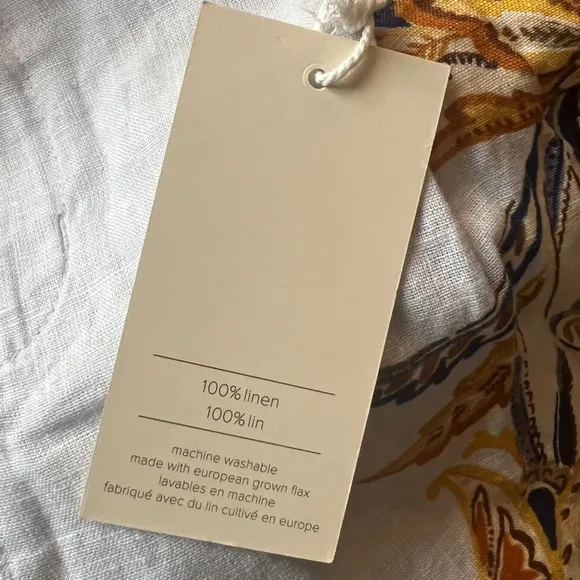 100% linen
100% lin
machine washable
made with european grown flax
lavables en machine
fabriqué avec du lin cultivé en europe